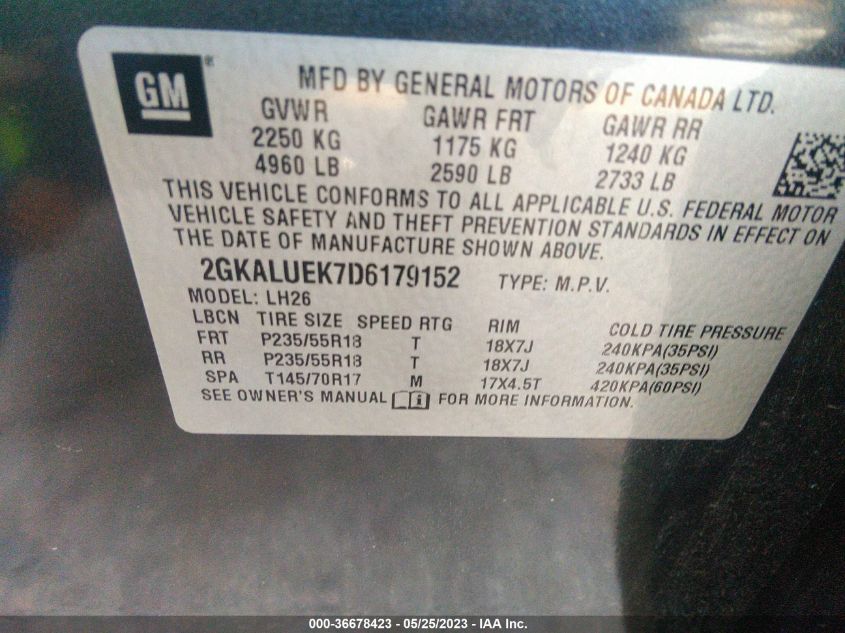 GM ®
MFD BY GENERAL MOTORS OF CANADA LTD.
GVWR GAWR FRT GAWR RR
2250 KG 1175 KG 1240 KG
4960 LB 2590 LB 2733 LB
THIS VEHICLE CONFORMS TO ALL APPLICABLE U.S. FEDERAL MOTOR
VEHICLE SAFETY AND THEFT PREVENTION STANDARDS IN EFFECT ON
THE DATE OF MANUFACTURE SHOWN ABOVE.
2GKALUEK7D6179152 TYPE: M.P.V.
MODEL: LH26
LBCN TIRE SIZE SPEED RTG RIM COLD TIRE PRESSURE
FRT P235/55R18 T 18X7J 240KPA(35PSI)
RR P235/55R18 T 18X7J 240KPA(35PSI)
SPA T145/70R17 M 17X4.5T 420KPA(60PSI)
SEE OWNER'S MANUAL i FOR MORE INFORMATION.
000-36678423 - 05/25/2023 - IAA Inc.